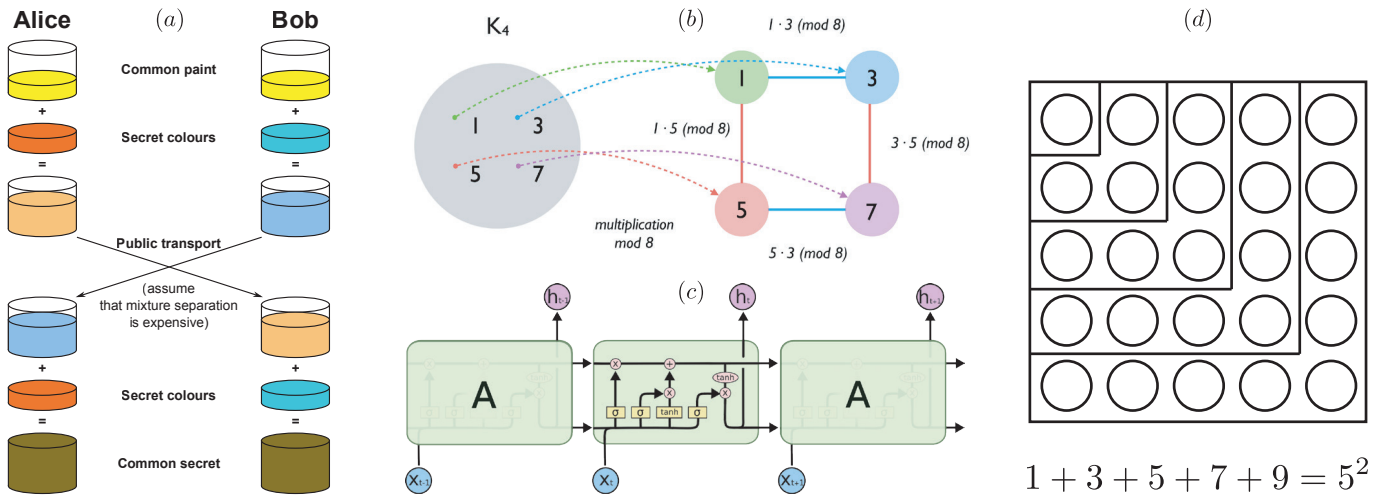 Alice
(a)
Bob
Common paint
+
+
Secret colours
=
=
Public transport
(assume
that mixture separation
is expensive)
+
+
Secret colours
=
=
Common secret
(b)
K₄
1 · 3 (mod 8)
1
3
5
7
1
3
1 · 5 (mod 8)
3 · 5 (mod 8)
5
7
multiplication
mod 8
5 · 3 (mod 8)
(c)
hₜ₋₁
hₜ
hₜ₊₁
A
x
+
tanh
x
x
σ
σ
tanh
σ
A
Xₜ₋₁
Xₜ
Xₜ₊₁
(d)
1 + 3 + 5 + 7 + 9 = 5²